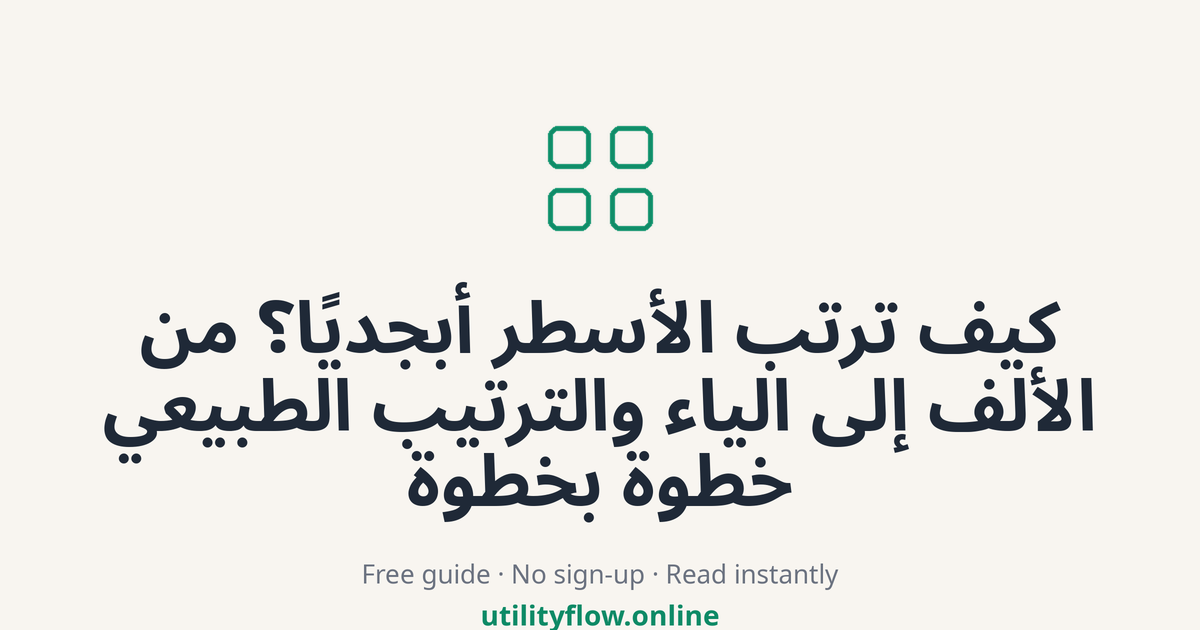 كيف ترتب الأسطر أبجديًا؟ من
الألف إلى الياء والترتيب الطبيعي
خطوة بخطوة
Free guide · No sign-up · Read instantly
utilityflow.online